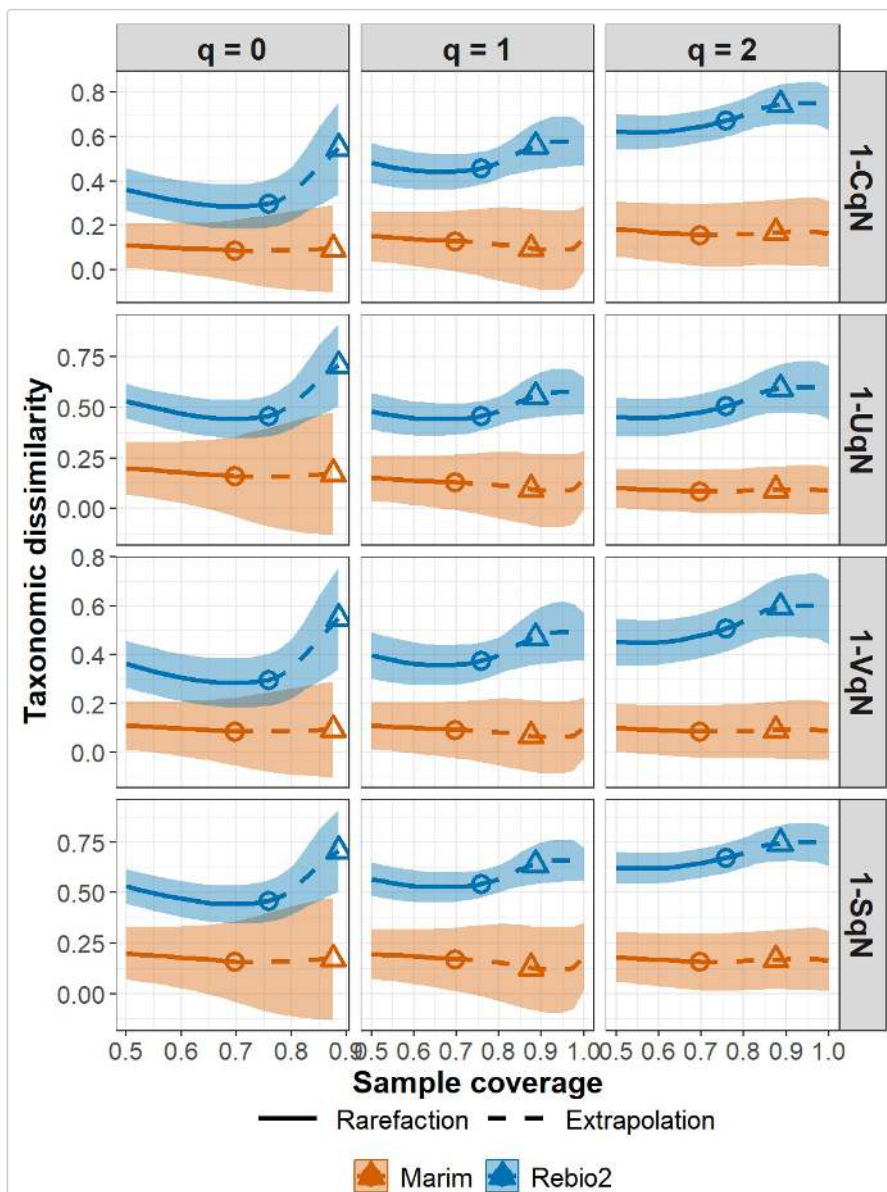 q = 0 q = 1 q = 2
Taxonomic dissimilarity
0.8
0.6
0.4
0.2
0.0
1-CqN
0.75
0.50
0.25
0.00
1-UqN
0.8
0.6
0.4
0.2
0.0
1-VqN
0.75
0.50
0.25
0.00
1-SqN
0.5 0.6 0.7 0.8 0.9 0.5 0.6 0.7 0.8 0.9 1.0 0.5 0.6 0.7 0.8 0.9 1.0
Sample coverage
Rarefaction Extrapolation
Marim Rebio2